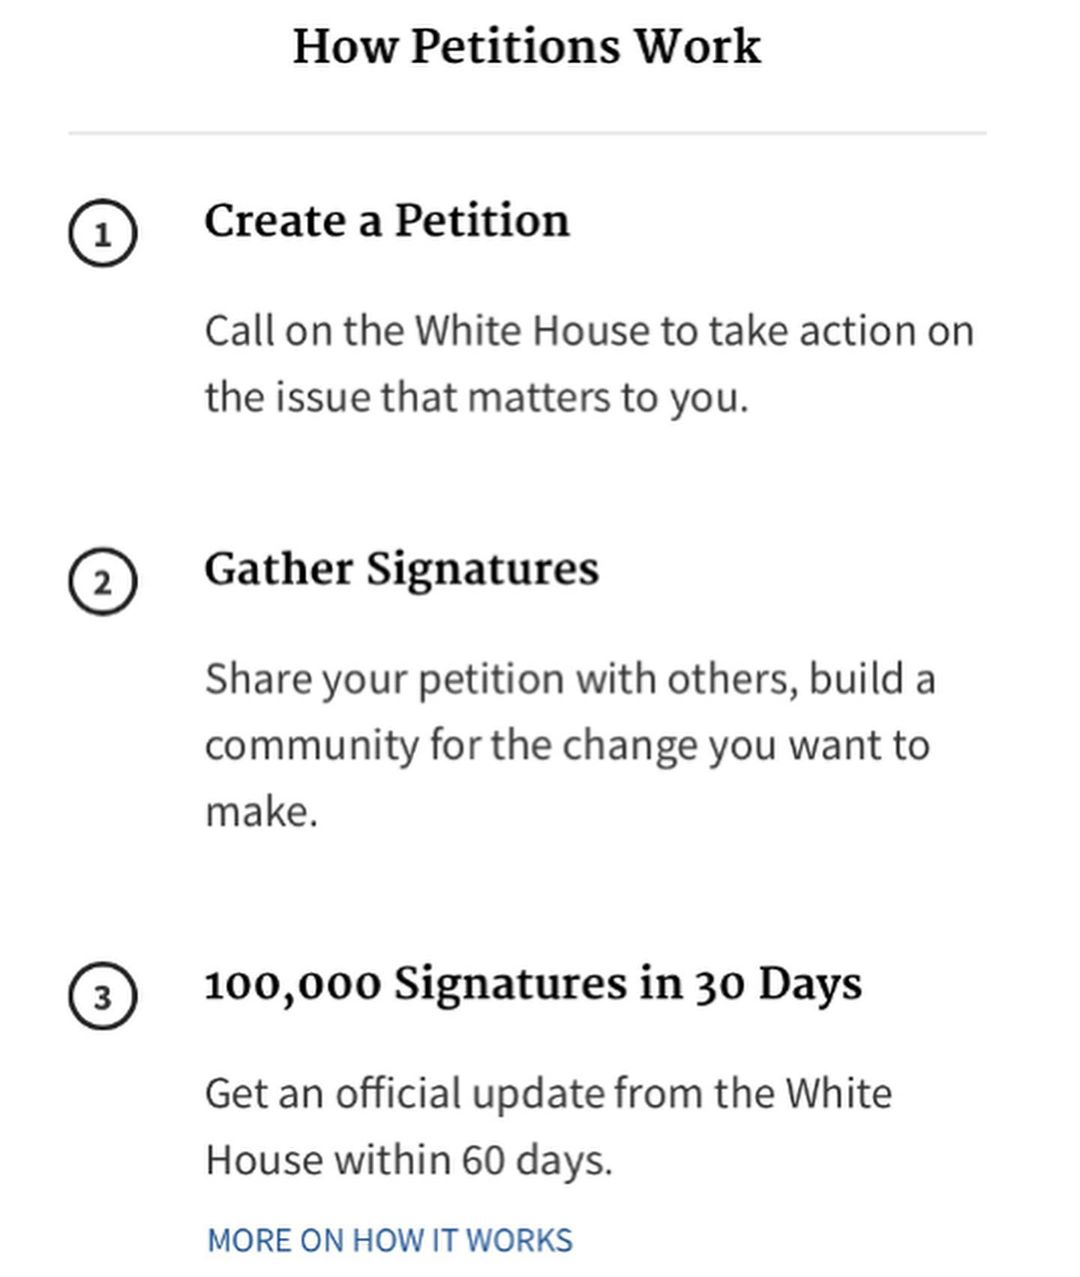 How Petitions Work
1 Create a Petition
Call on the White House to take action on
the issue that matters to you.
2 Gather Signatures
Share your petition with others, build a
community for the change you want to
make.
3 100,000 Signatures in 30 Days
Get an official update from the White
House within 60 days.
MORE ON HOW IT WORKS